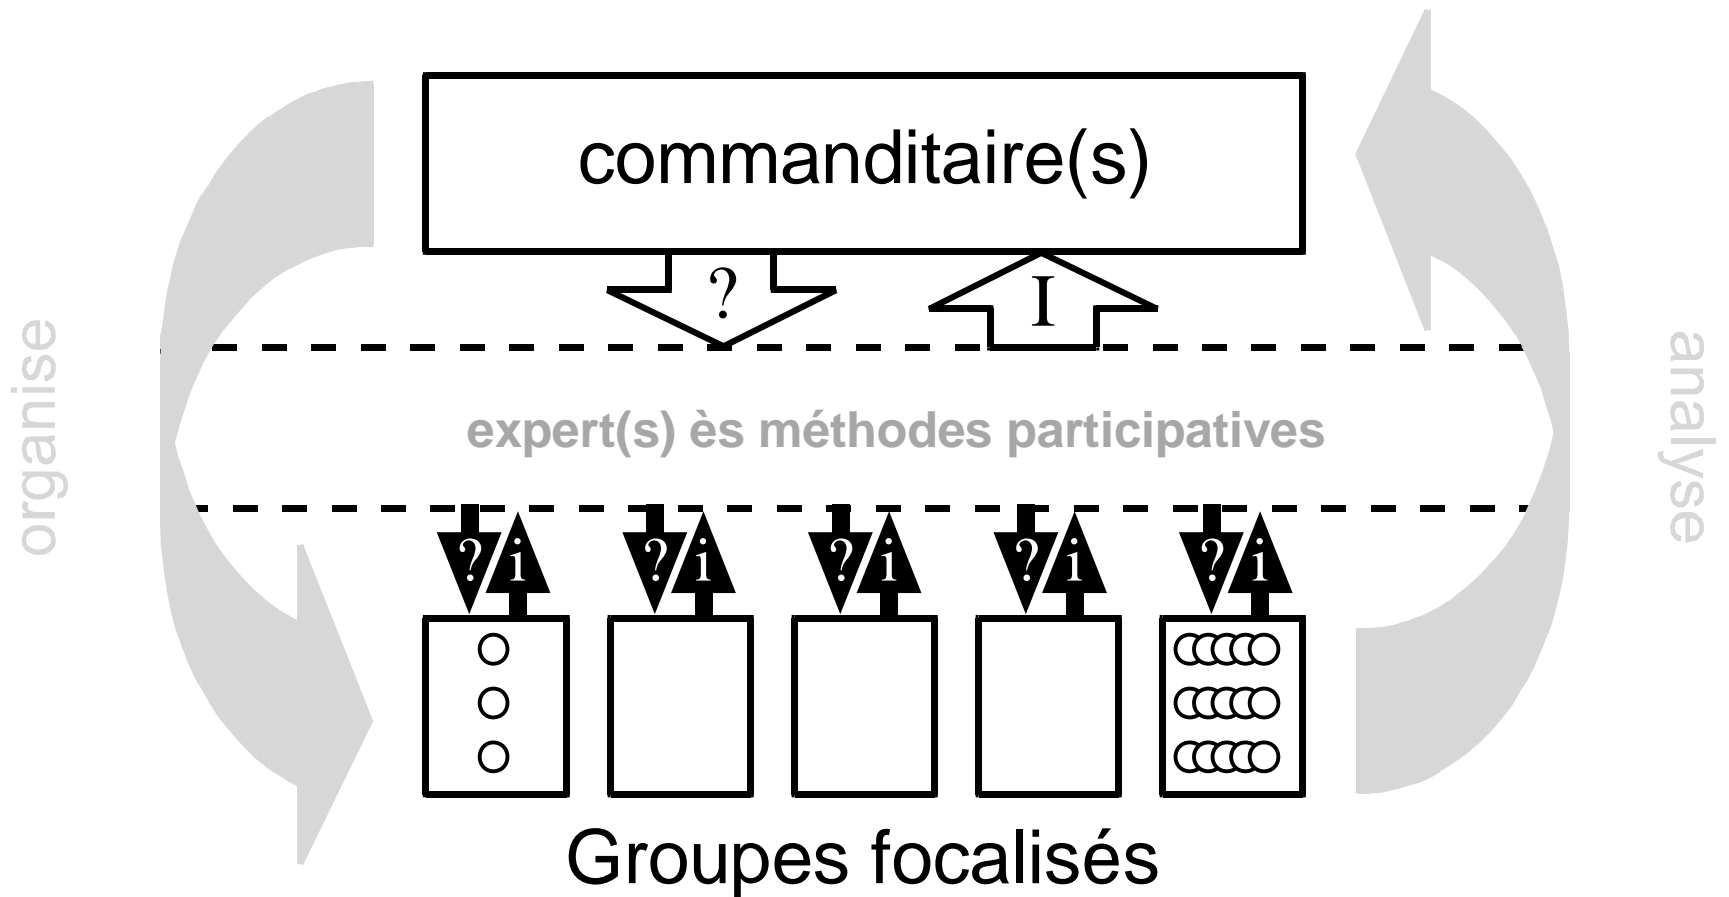 commanditaire(s)
? I
organise
expert(s) ès méthodes participatives
analyse
? i ? i ? i ? i ? i
Groupes focalisés